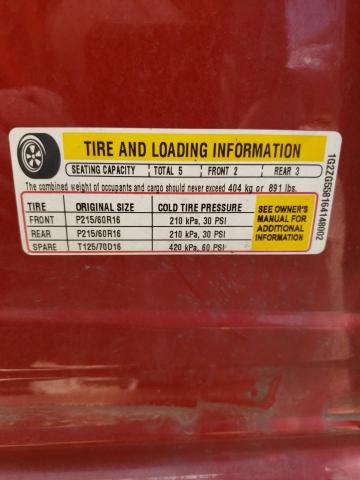 TIRE AND LOADING INFORMATION
SEATING CAPACITY TOTAL 5 FRONT 2 REAR 3
The combined weight of occupants and cargo should never exceed 404 kg or 891 lbs.
TIRE ORIGINAL SIZE COLD TIRE PRESSURE
FRONT P215/60R16 210 kPa, 30 PSI
REAR P215/60R16 210 kPa, 30 PSI
SPARE T125/70D16 420 kPa, 60 PSI
SEE OWNER'S
MANUAL FOR
ADDITIONAL
INFORMATION
1G2ZG558164148002